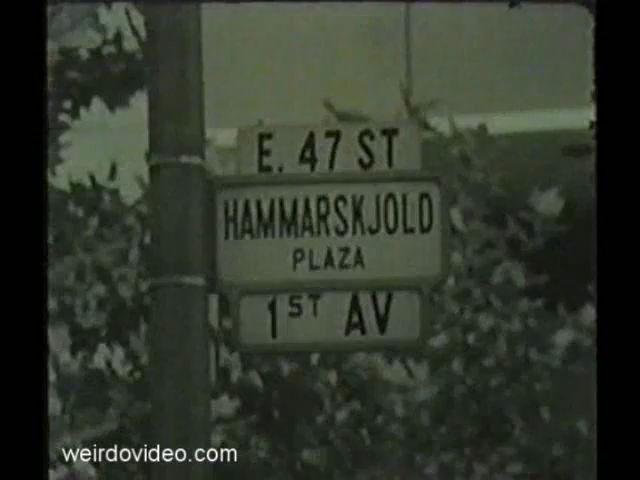 E. 47 ST
HAMMARSKJOLD
PLAZA
1ST AV
weirdovideo.com